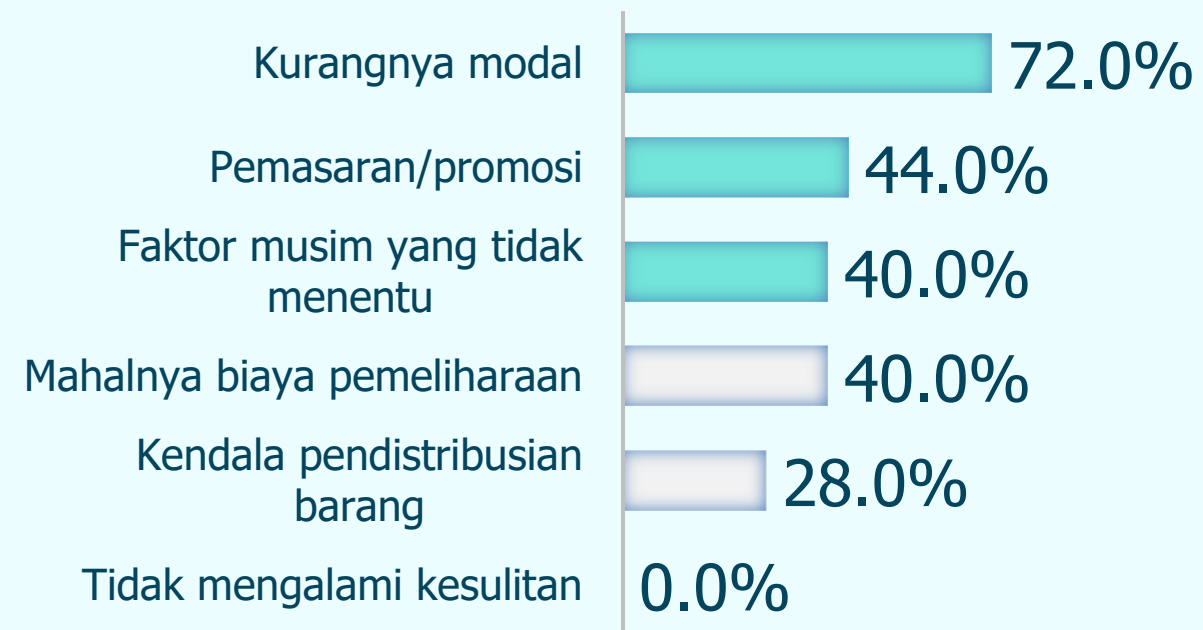 Kurangnya modal 72.0%
Pemasaran/promosi 44.0%
Faktor musim yang tidak
menentu 40.0%
Mahalnya biaya pemeliharaan 40.0%
Kendala pendistribusian
barang 28.0%
Tidak mengalami kesulitan 0.0%